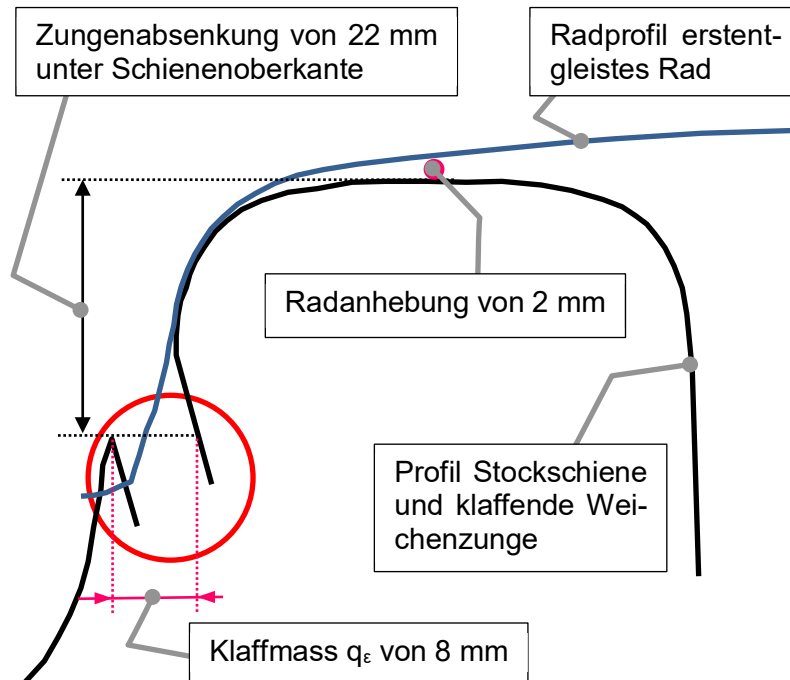 Zungenabsenkung von 22 mm
unter Schienenoberkante
Radprofil erstent-
gleistes Rad
Radanhebung von 2 mm
Profil Stockschiene
und klaffende Wei-
chenzunge
Klaffmass qε von 8 mm